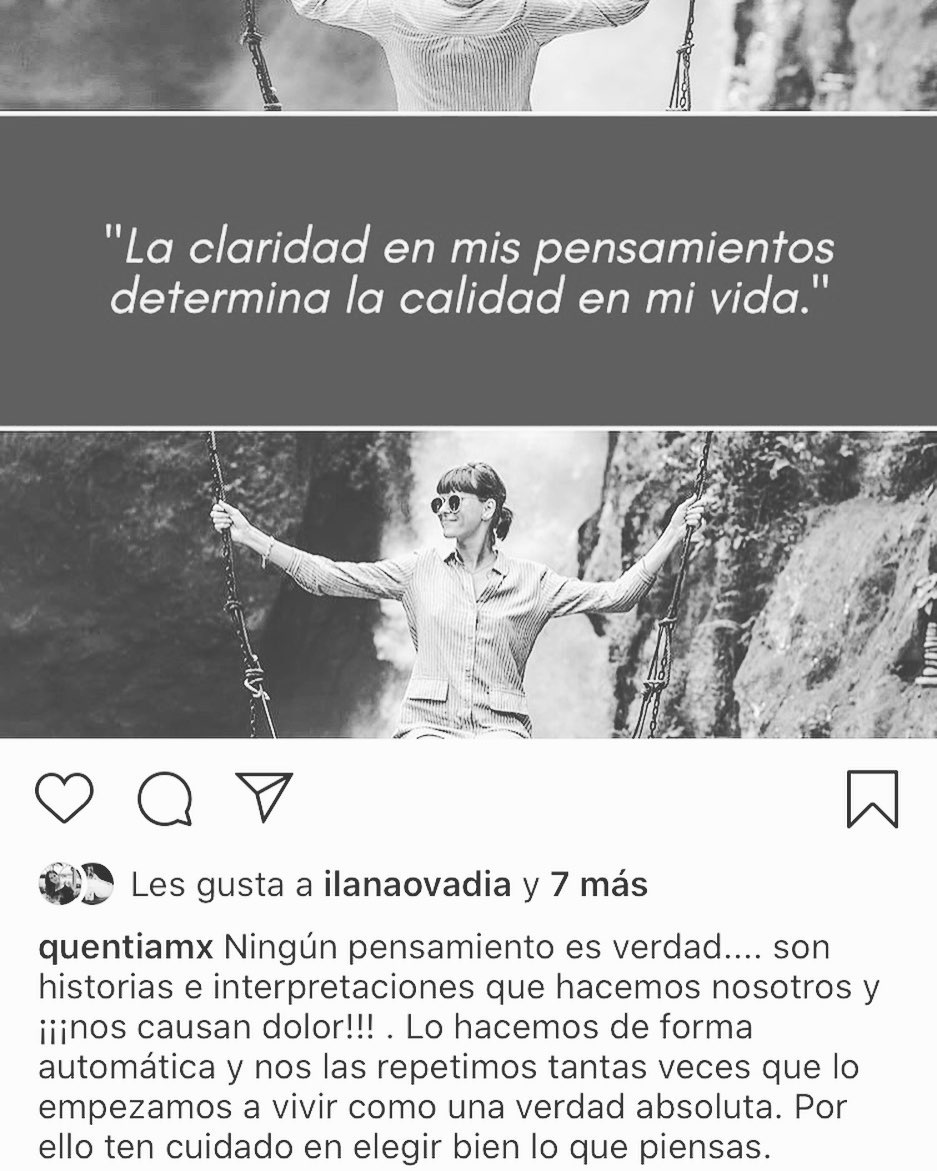 "La claridad en mis pensamientos
determina la calidad en mi vida."
Les gusta a ilanaovadia y 7 más
quentiamx Ningún pensamiento es verdad.... son
historias e interpretaciones que hacemos nosotros y
¡¡¡nos causan dolor!!! . Lo hacemos de forma
automática y nos las repetimos tantas veces que lo
empezamos a vivir como una verdad absoluta. Por
ello ten cuidado en elegir bien lo que piensas.